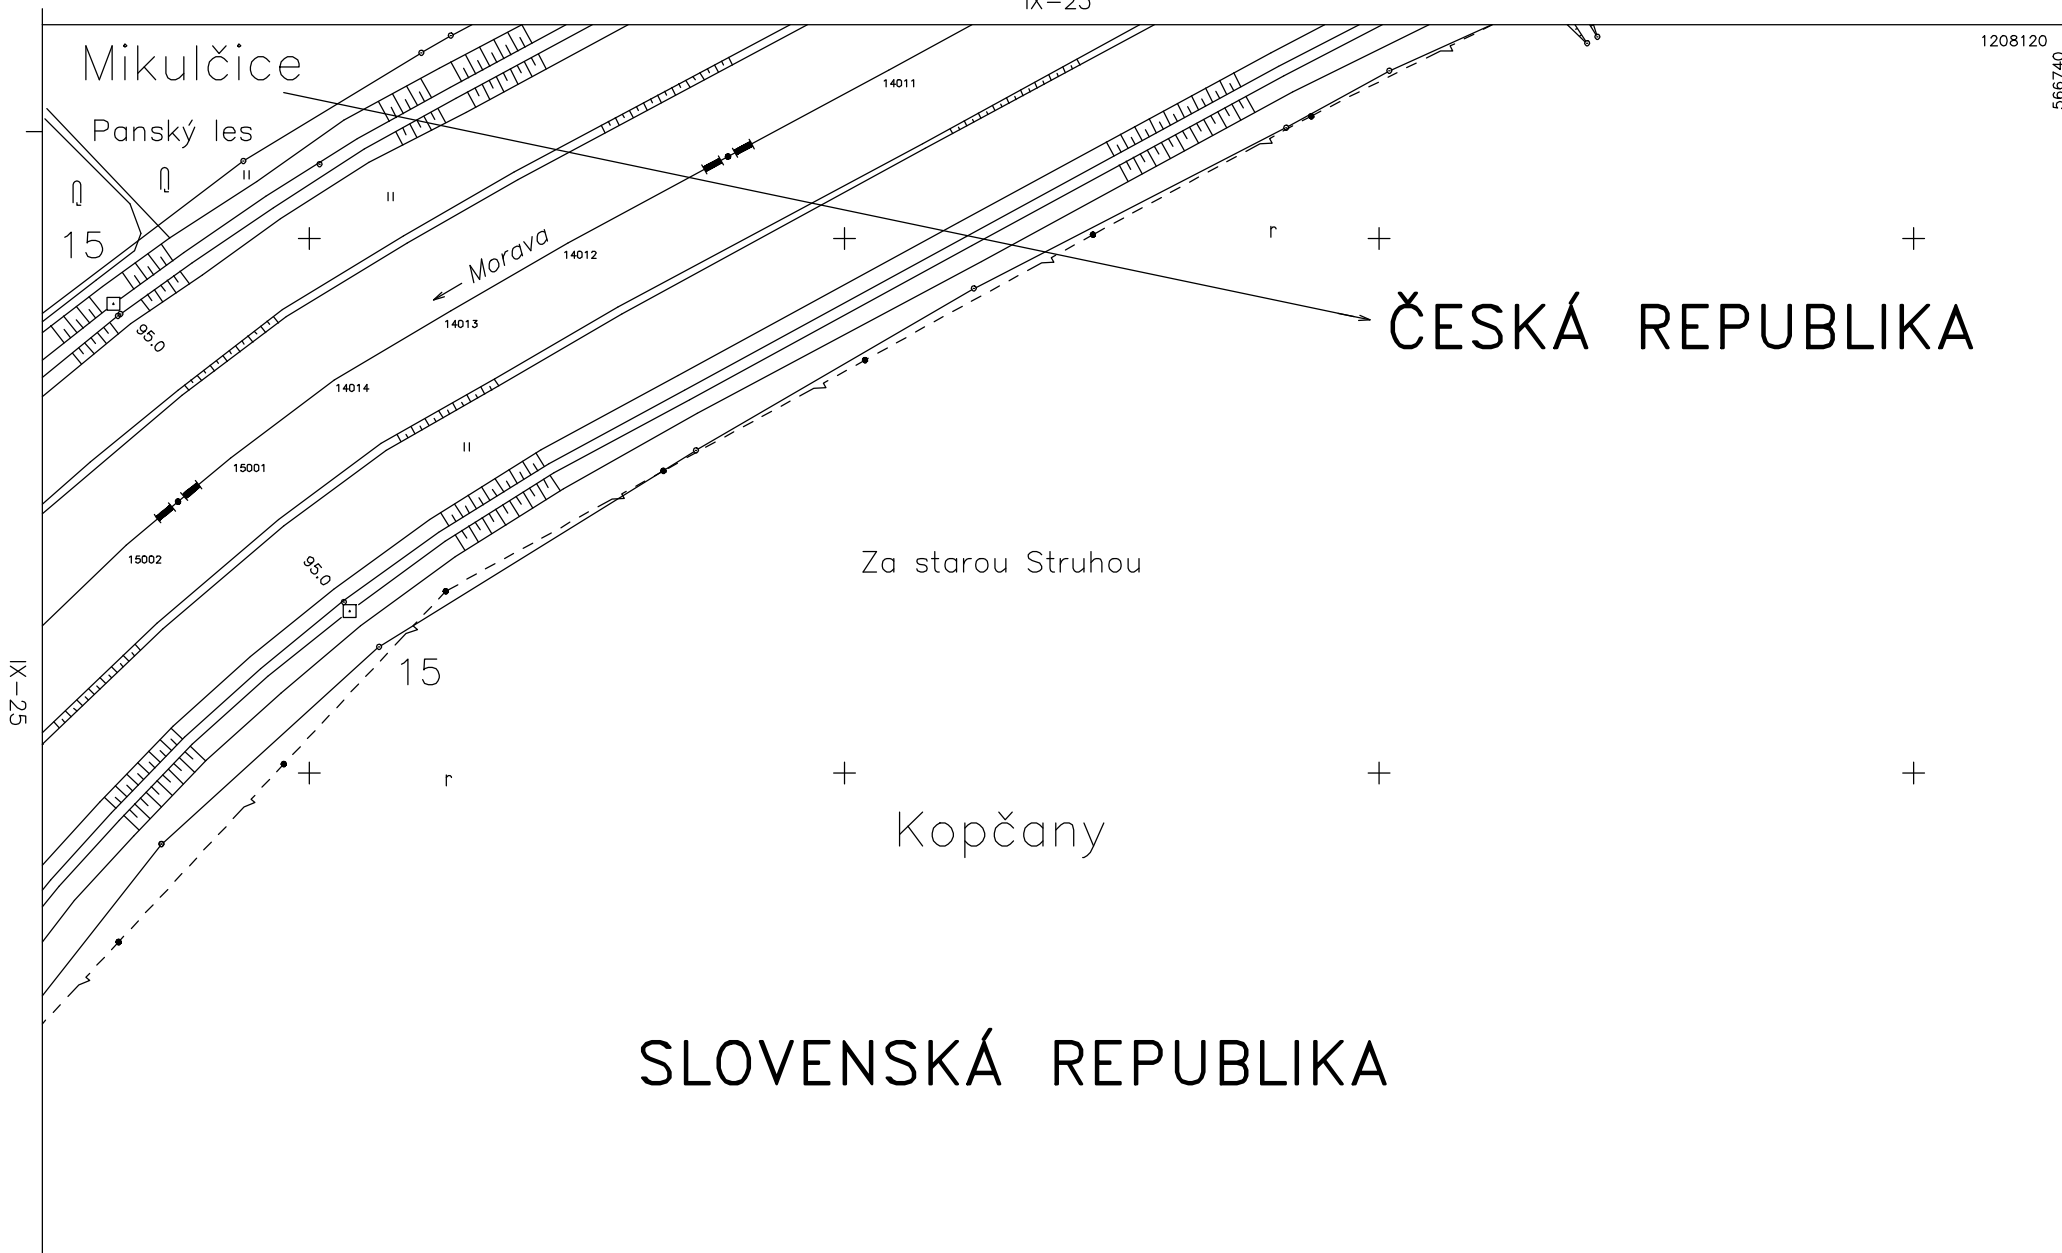 IX-25
1208120
566740
Mikulčice
Panský les
15
14011
Morava
14012
14013
14014
15001
15002
95.0
95.0
ČESKÁ REPUBLIKA
Za starou Struhou
15
IX-25
r
r
Kopčany
SLOVENSKÁ REPUBLIKA